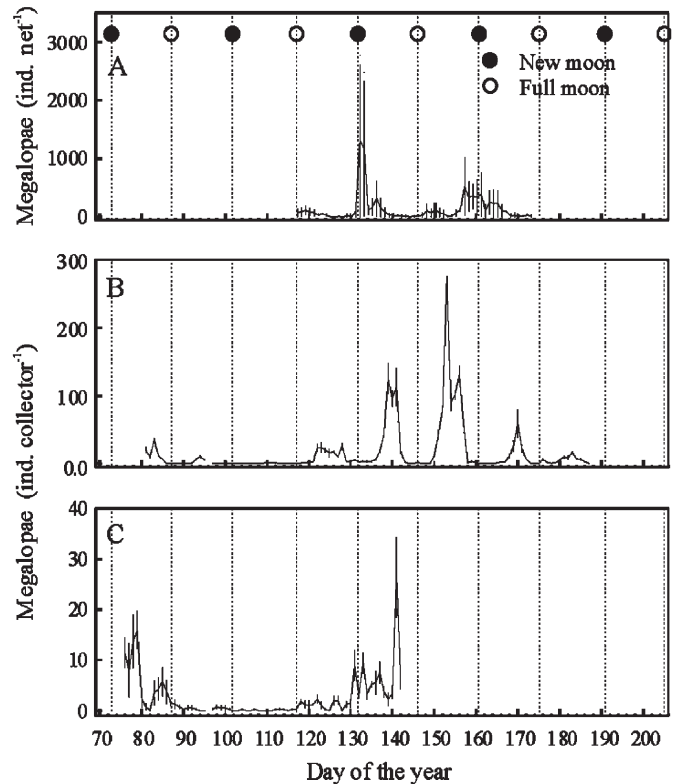 3000
2000
1000
0
Megalopae (ind. net-1)
A
New moon
Full moon
300
200
100
0.0
B
Megalopae (ind. collector-1)
40
30
20
10
0
C
70 80 90 100 110 120 130 140 150 160 170 180 190 200
Day of the year